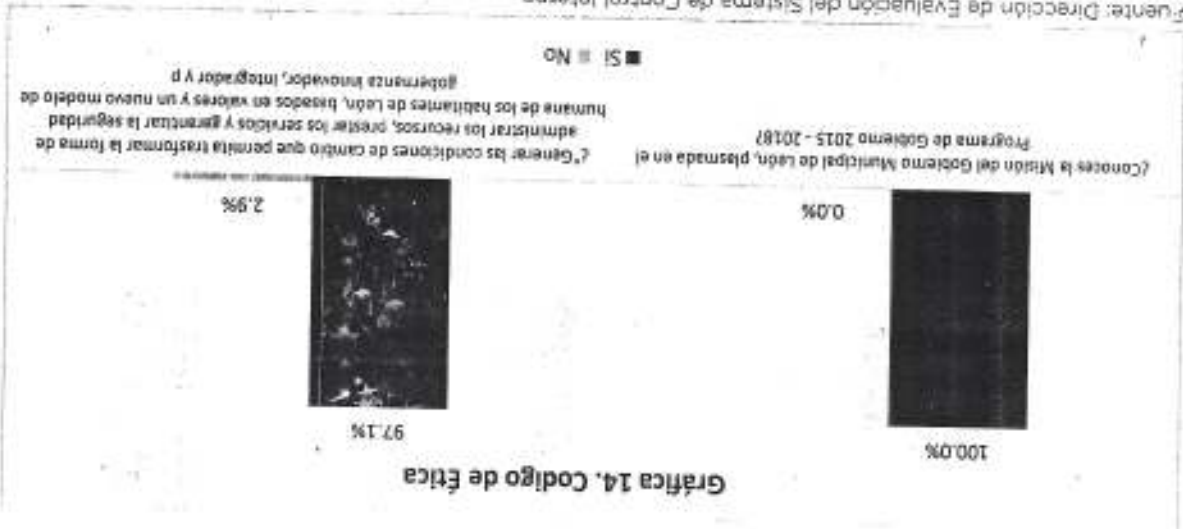 Gráfica 14. Codigo de Ética
100.0%
0.0%
97.1%
2.9%
¿Conoces la Misión del Gobierno Municipal de León, plasmada en el
Programa de Gobierno 2015 - 2018?
¿"Generar las condiciones de cambio que permita trasformar la forma de
administrar los recursos, prestar los servicios y garantizar la seguridad
humana de los habitantes de León, basados en valores y un nuevo modelo de
gobernanza innovador, integrador y p
Si No
Fuente: Dirección de Evaluación del Sistema de Control Interno